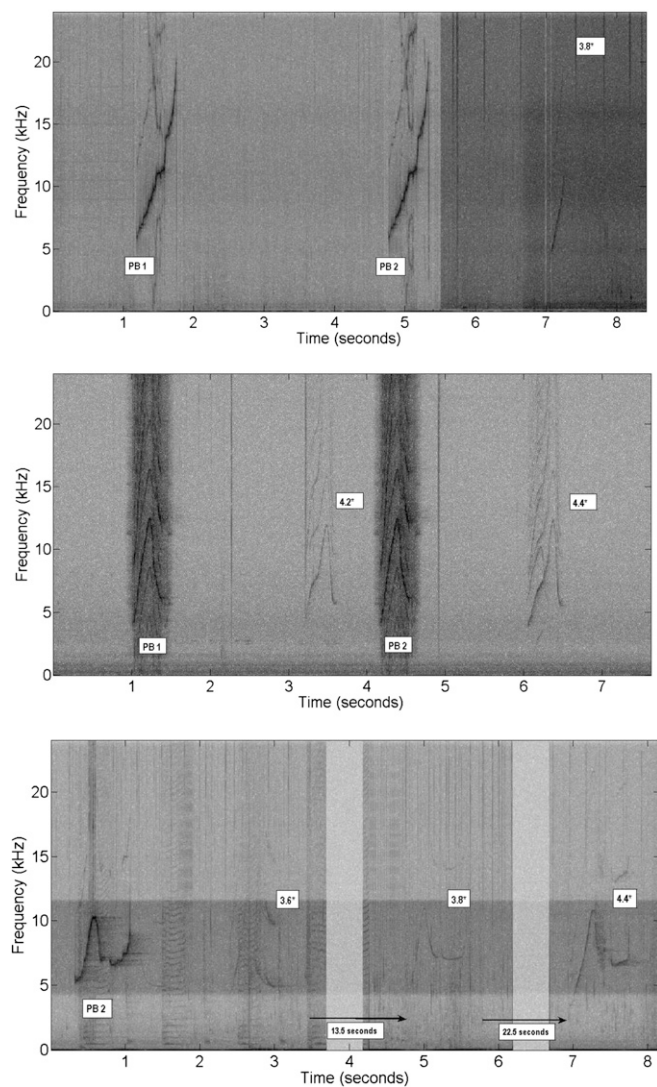 20
15
10
5
0
Frequency (kHz)
3.8*
PB 1
PB 2
1 2 3 4 5 6 7 8
Time (seconds)
20
15
10
5
0
Frequency (kHz)
4.2*
4.4*
PB 1
PB 2
1 2 3 4 5 6 7
Time (seconds)
20
15
10
5
0
Frequency (kHz)
3.6*
3.8*
4.4*
PB 2
13.5 seconds
22.5 seconds
1 2 3 4 5 6 7 8
Time (seconds)